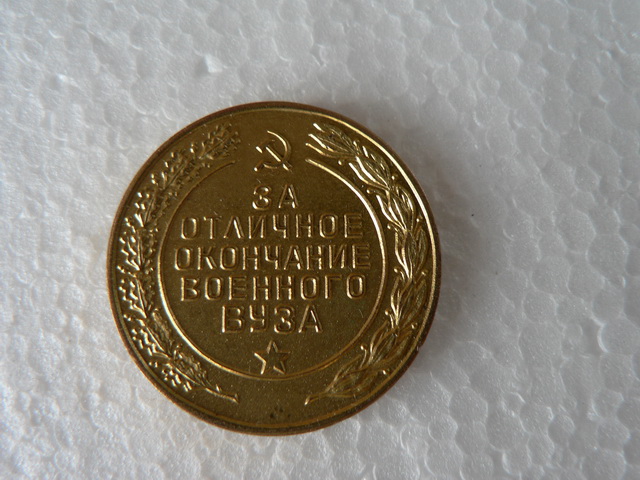 ЗА
ОТЛИЧНОЕ
ОКОНЧАНИЕ
ВОЕННОГО
ВУЗА